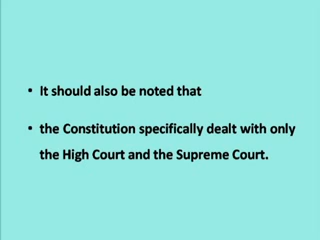 • It should also be noted that
• the Constitution specifically dealt with only
the High Court and the Supreme Court.